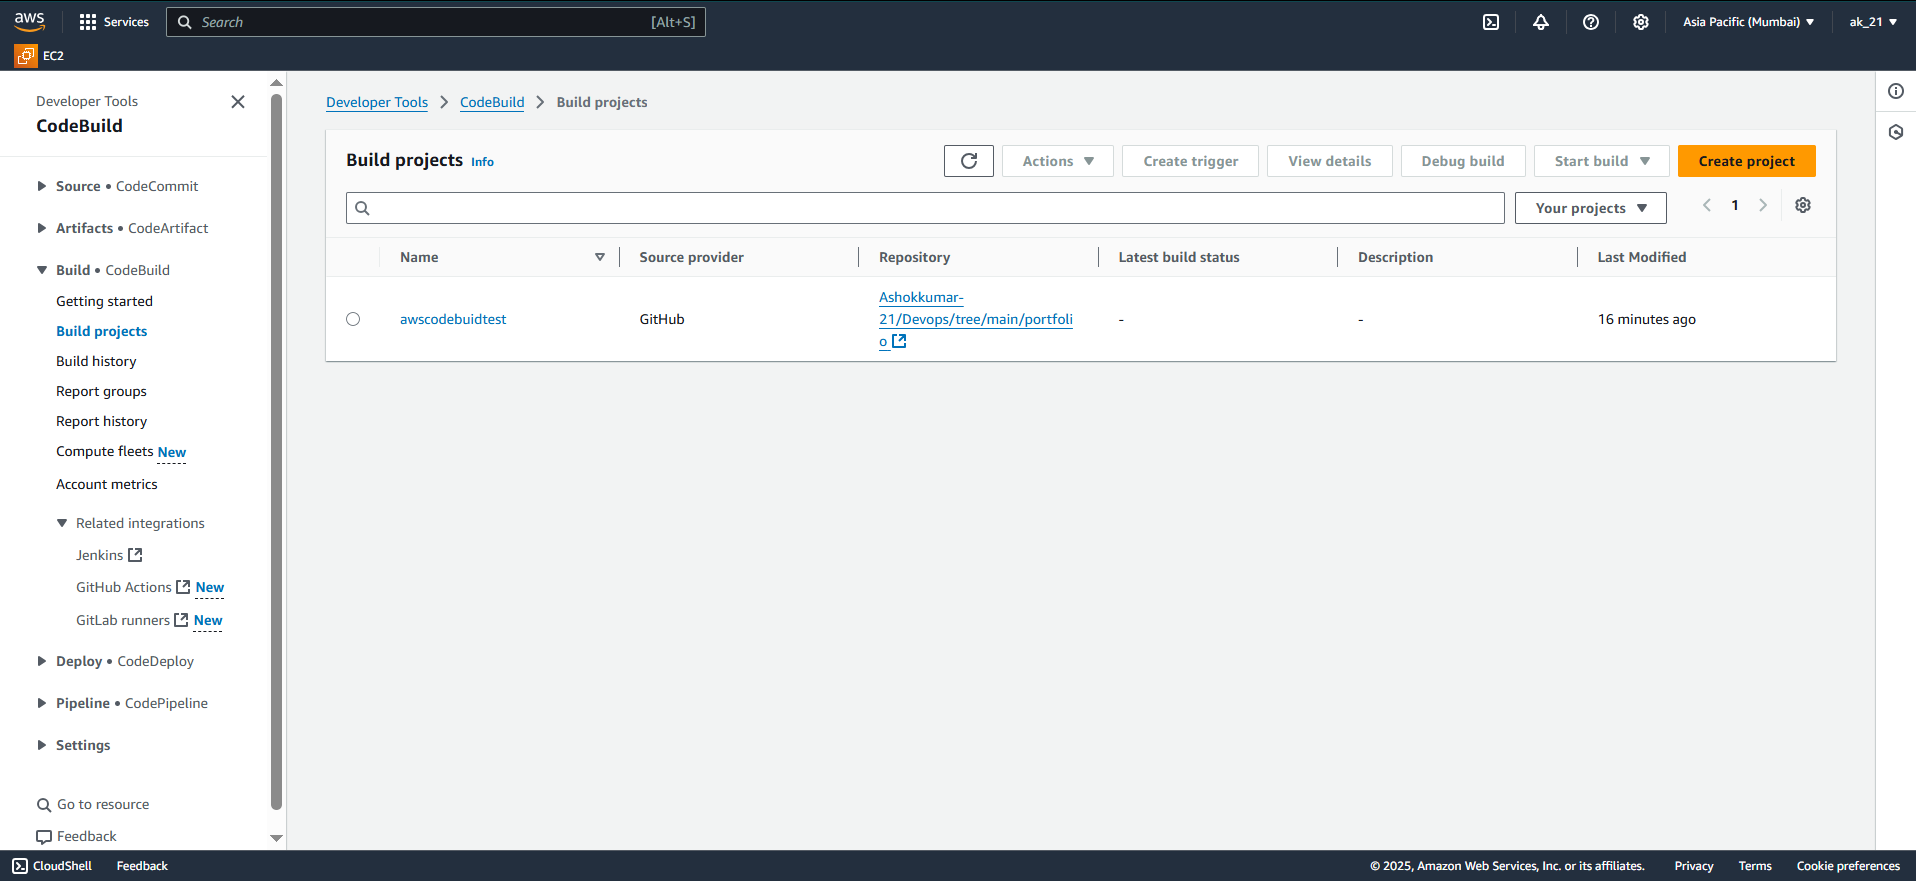 aws
Services
Search
[Alt+S]
Asia Pacific (Mumbai)
ak_21
EC2
Developer Tools
CodeBuild
Source • CodeCommit
Artifacts • CodeArtifact
Build • CodeBuild
Getting started
Build projects
Build history
Report groups
Report history
Compute fleets New
Account metrics
Related integrations
Jenkins
GitHub Actions New
GitLab runners New
Deploy • CodeDeploy
Pipeline • CodePipeline
Settings
Go to resource
Feedback
Developer Tools > CodeBuild > Build projects
Build projects Info
Actions
Create trigger
View details
Debug build
Start build
Create project
Your projects
1
Name
Source provider
Repository
Latest build status
Description
Last Modified
awscodebuidtest
GitHub
Ashokkumar-
21/Devops/tree/main/portfoli
o
-
-
16 minutes ago
CloudShell
Feedback
© 2025, Amazon Web Services, Inc. or its affiliates.
Privacy
Terms
Cookie preferences